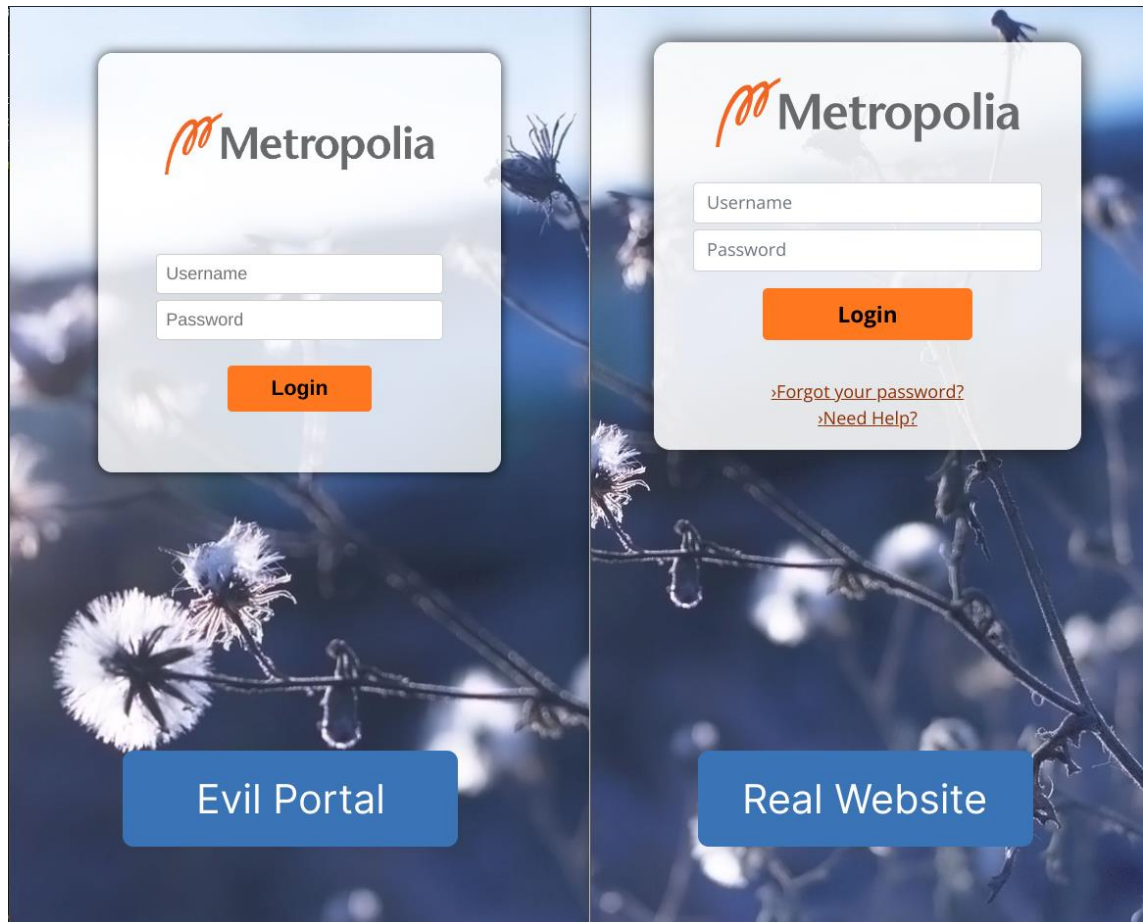 Metropolia
Username
Password
Login
Evil Portal
Metropolia
Username
Password
Login
›Forgot your password?
›Need Help?
Real Website